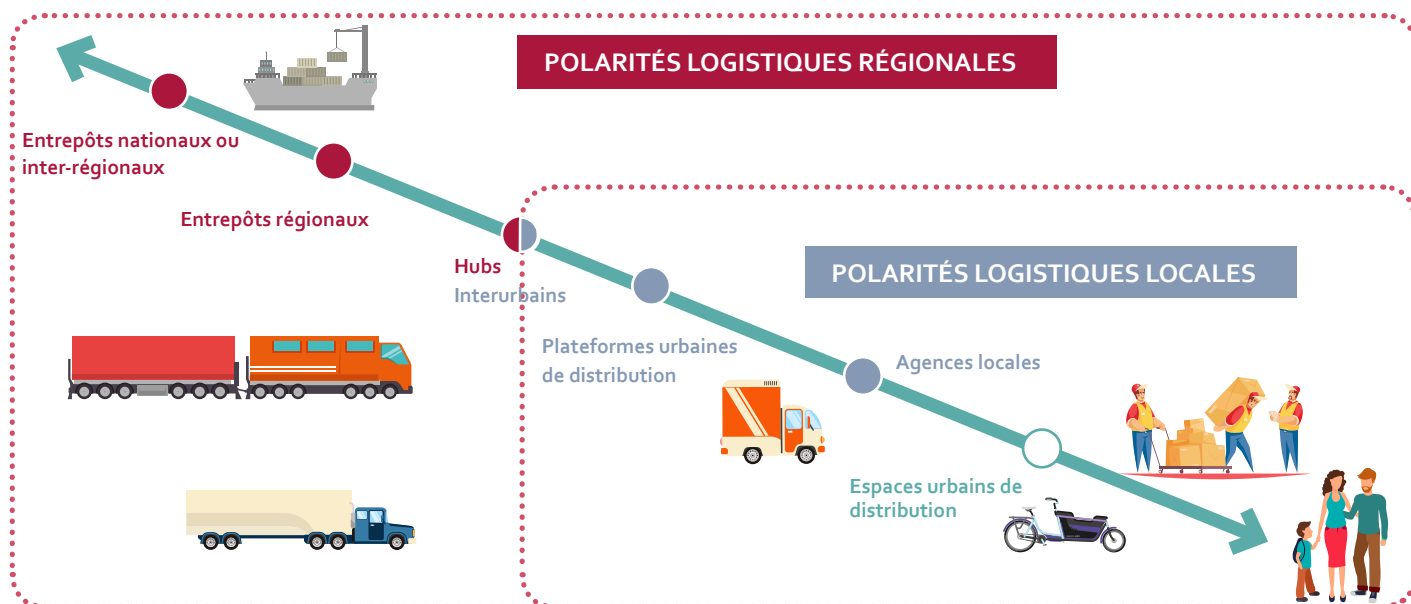 POLARITÉS LOGISTIQUES RÉGIONALES
Entrepôts nationaux ou
inter-régionaux
Entrepôts régionaux
Hubs
Interurbains
POLARITÉS LOGISTIQUES LOCALES
Plateformes urbaines
de distribution
Agences locales
Espaces urbains de
distribution